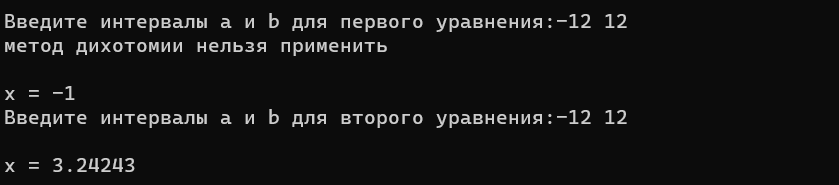 Введите интервалы a и b для первого уравнения:-12 12
метод дихотомии нельзя применить
x = -1
Введите интервалы a и b для второго уравнения:-12 12
x = 3.24243